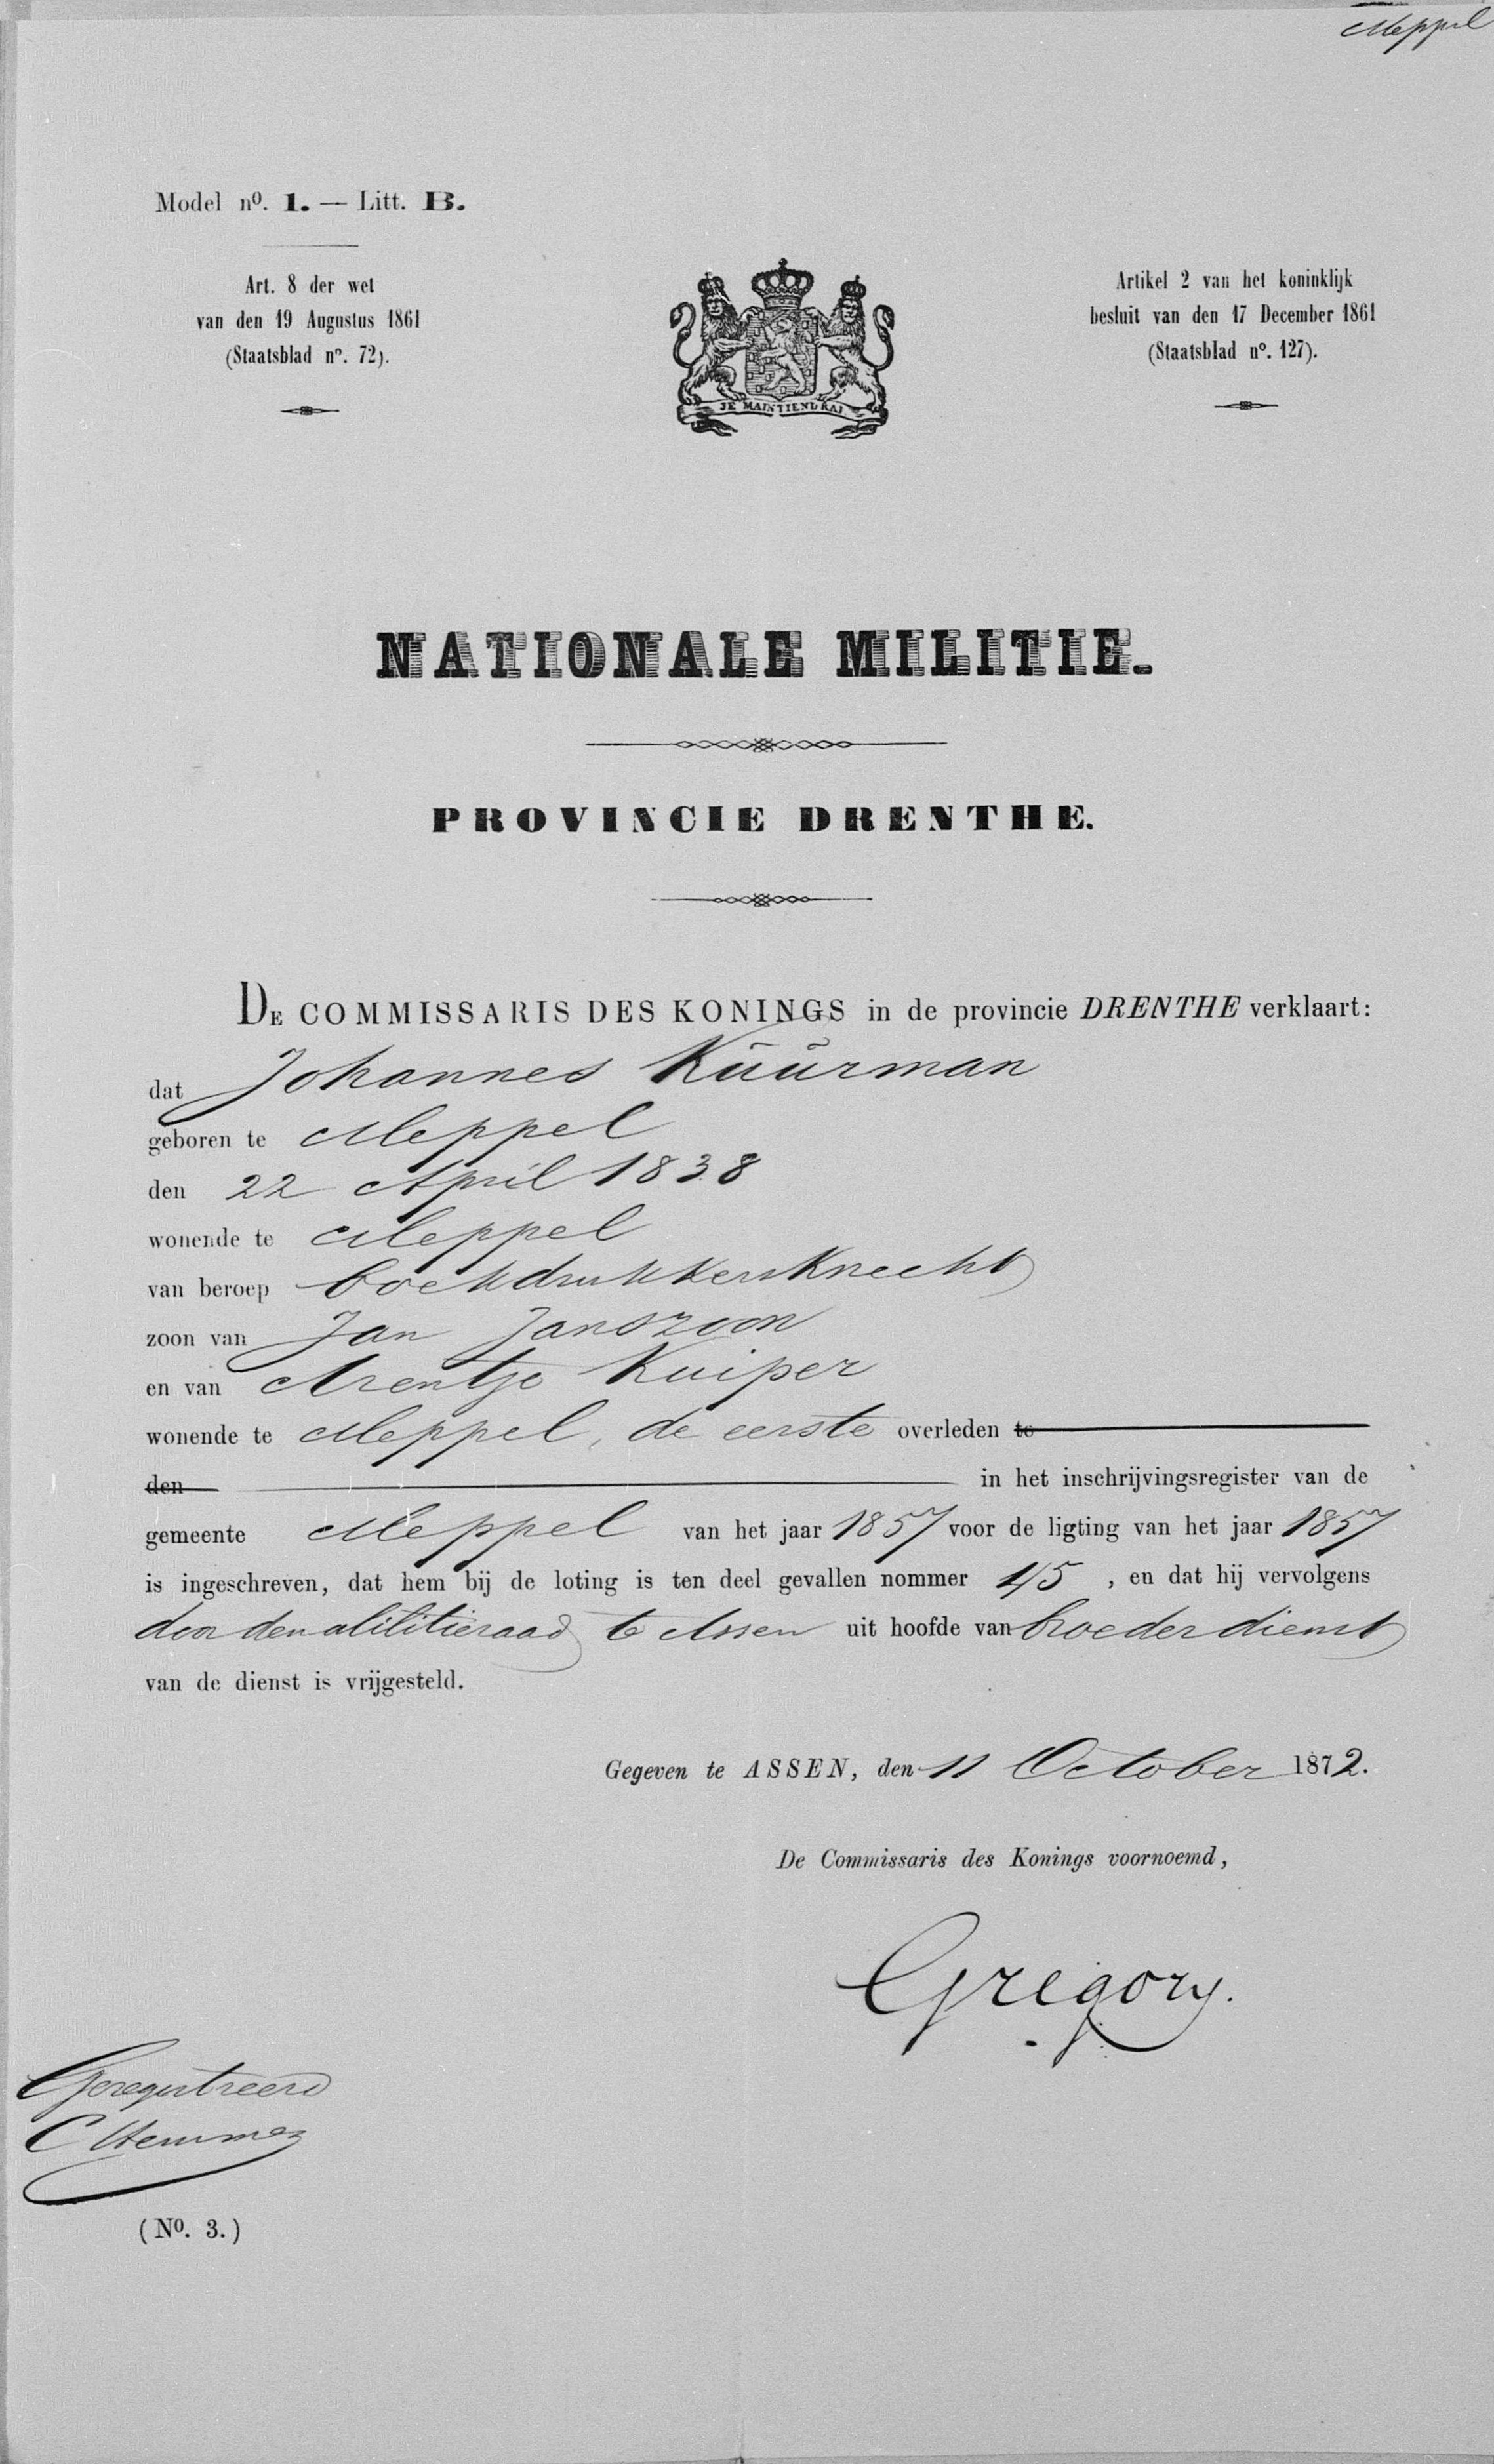 Meppel
Model nº. 1. — Litt. B.
Art. 8 der wet
van den 19 Augustus 1861
(Staatsblad nº. 72).
Artikel 2 van het koninklijk
besluit van den 17 December 1861
(Staatsblad nº. 127).
JE MAINTIENDRAI
NATIONALE MILITIE.
PROVINCIE DRENTHE.
DE COMMISSARIS DES KONINGS in de provincie DRENTHE verklaart:
dat Johannes Kuurman
geboren te Meppel
den 22 April 1838
wonende te Meppel
van beroep boekdrukkersknecht
zoon van Jan Janszoon
en van Arentje Kuiper
wonende te Meppel, de eerste overleden te
den in het inschrijvingsregister van de
gemeente Meppel van het jaar 1857 voor de ligting van het jaar 1857
is ingeschreven, dat hem bij de loting is ten deel gevallen nommer 45, en dat hij vervolgens
door den Militieraad te Assen uit hoofde van broederdienst
van de dienst is vrijgesteld.
Gegeven te ASSEN, den 11 October 1872.
De Commissaris des Konings voornoemd,
Gregory.
Geregistreerd
(Nº. 3.)